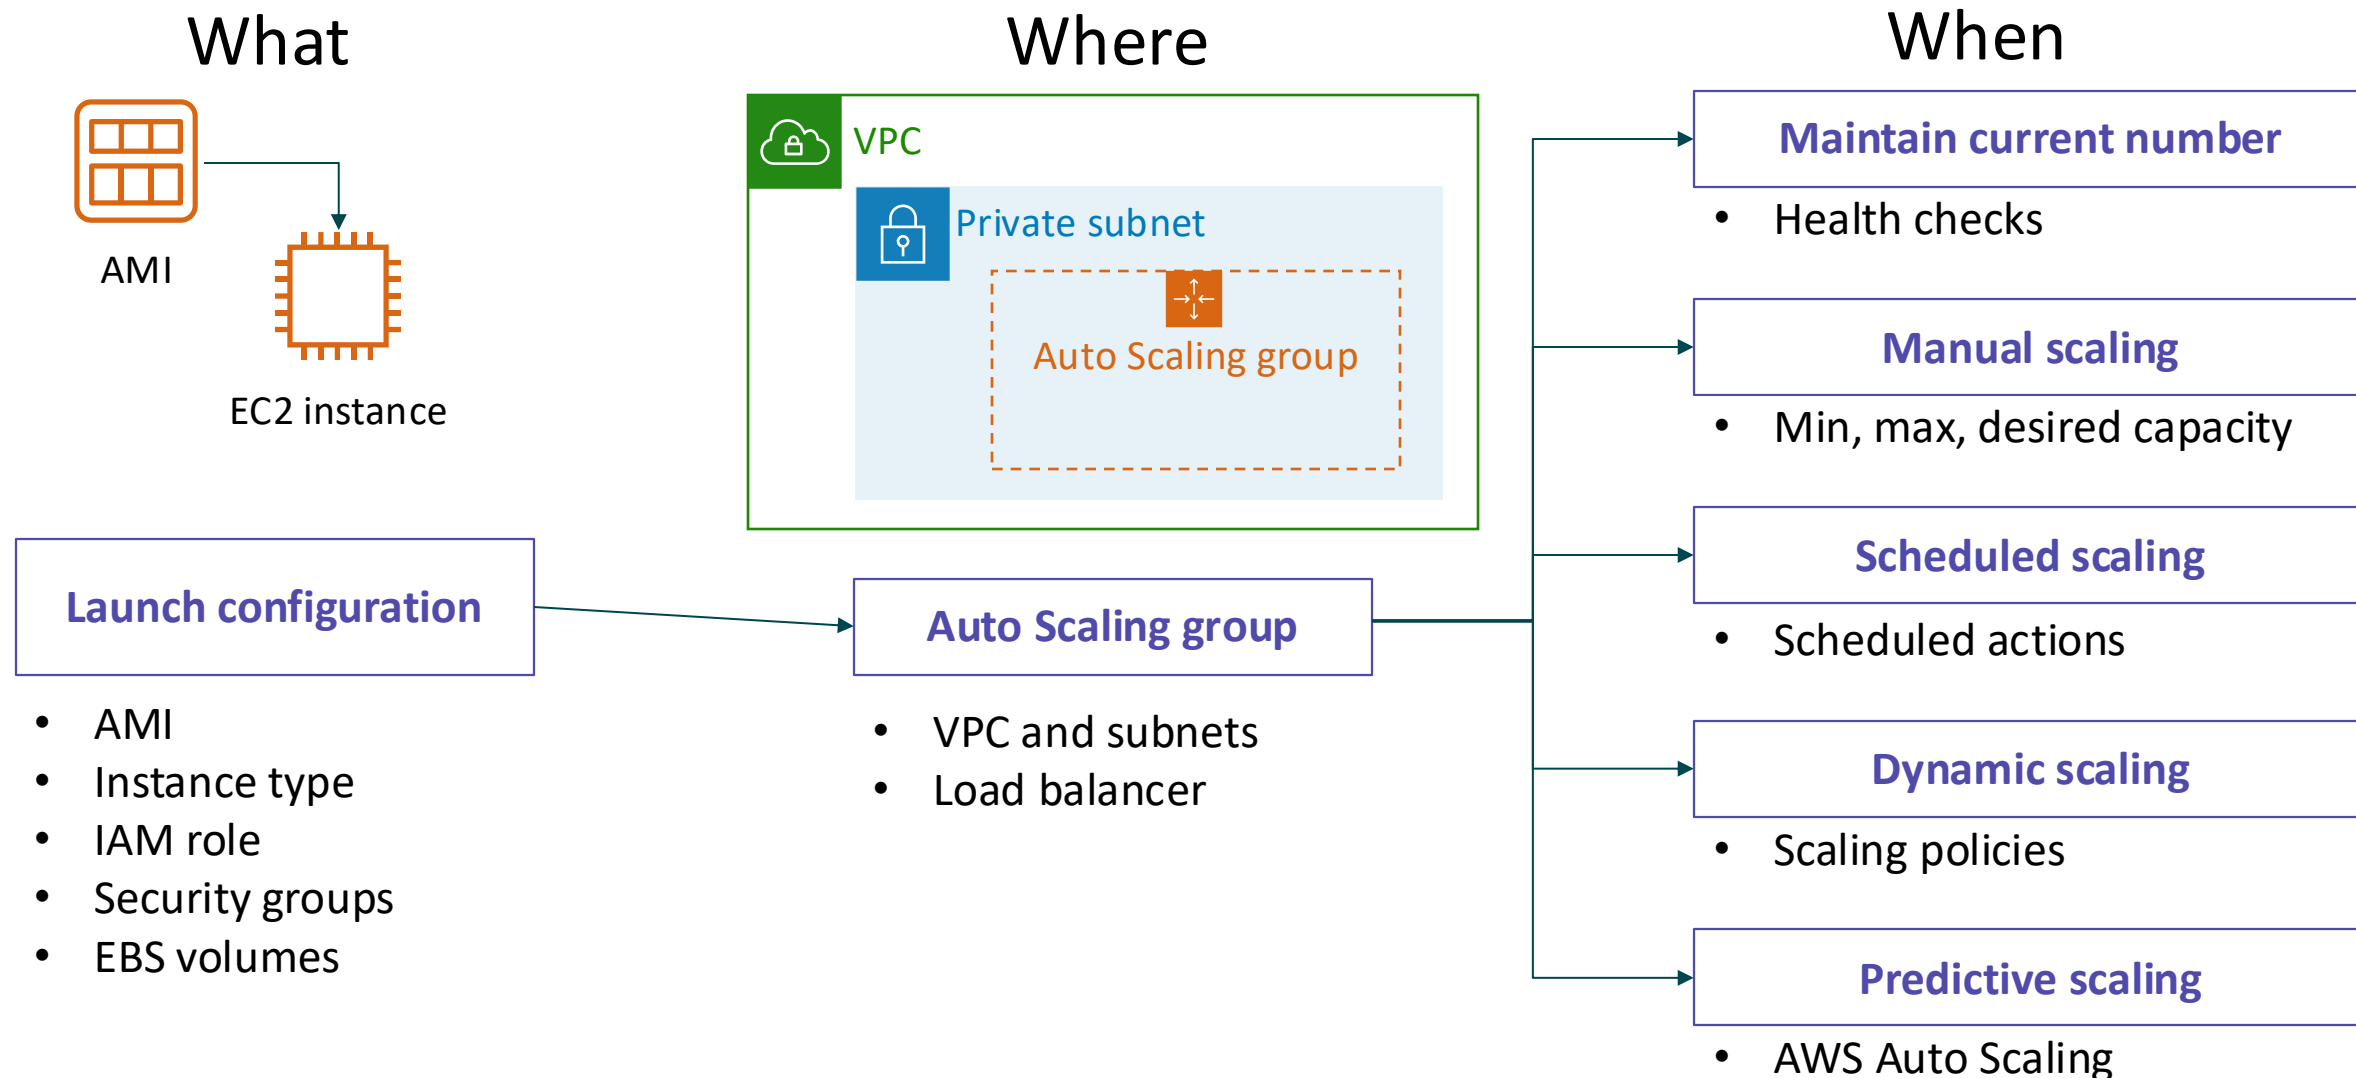 What
AMI
EC2 instance
Launch configuration
• AMI
• Instance type
• IAM role
• Security groups
• EBS volumes
Where
VPC
Private subnet
Auto Scaling group
Auto Scaling group
• VPC and subnets
• Load balancer
When
Maintain current number
• Health checks
Manual scaling
• Min, max, desired capacity
Scheduled scaling
• Scheduled actions
Dynamic scaling
• Scaling policies
Predictive scaling
• AWS Auto Scaling